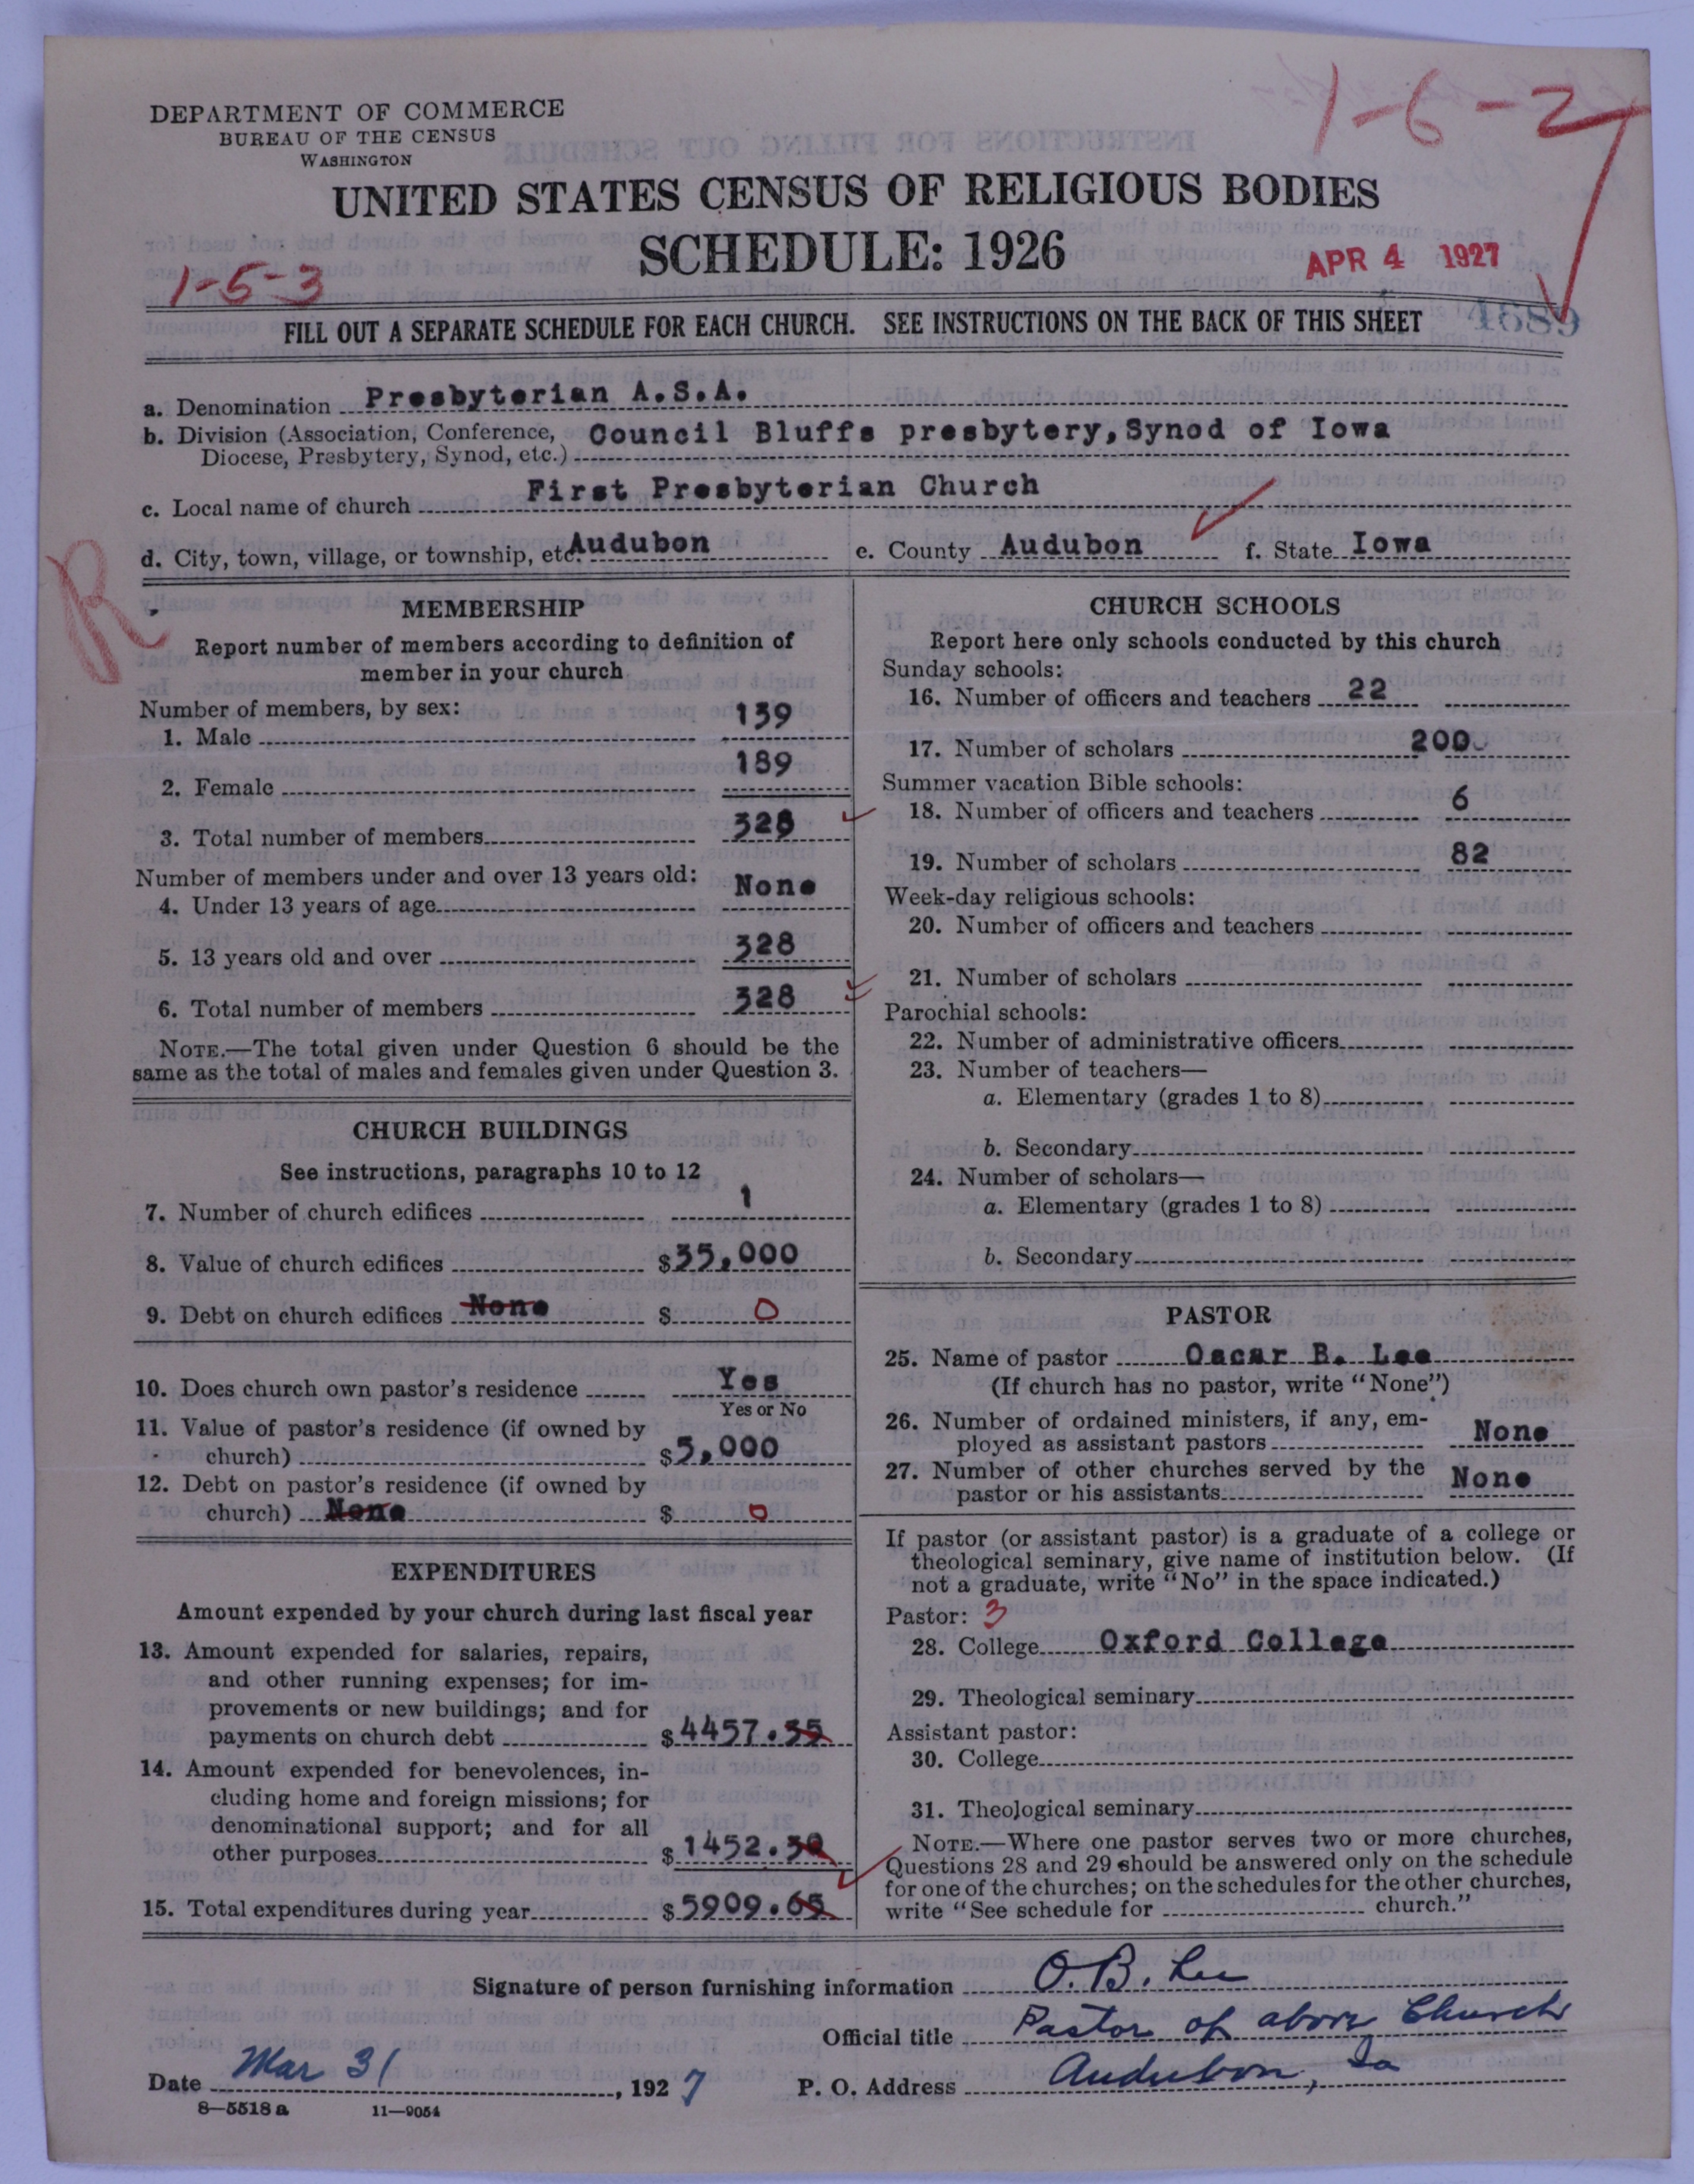 DEPARTMENT OF COMMERCE
BUREAU OF THE CENSUS
WASHINGTON
1-6-2
UNITED STATES CENSUS OF RELIGIOUS BODIES
SCHEDULE: 1926
APR 4 1927
1-5-3
FILL OUT A SEPARATE SCHEDULE FOR EACH CHURCH. SEE INSTRUCTIONS ON THE BACK OF THIS SHEET
a. Denomination Presbyterian A.S.A.
b. Division (Association, Conference, Council Bluffs presbytery, Synod of Iowa
Diocese, Presbytery, Synod, etc.)
c. Local name of church First Presbyterian Church
d. City, town, village, or township, etc. Audubon e. County Audubon f. State Iowa
R
MEMBERSHIP
Report number of members according to definition of
member in your church
Number of members, by sex:
1. Male 139
2. Female 189
3. Total number of members 328
Number of members under and over 13 years old:
4. Under 13 years of age None
5. 13 years old and over 328
6. Total number of members 328
NOTE.—The total given under Question 6 should be the
same as the total of males and females given under Question 3.
CHURCH BUILDINGS
See instructions, paragraphs 10 to 12
7. Number of church edifices 1
8. Value of church edifices $35,000
9. Debt on church edifices None $ 0
10. Does church own pastor's residence Yes
Yes or No
11. Value of pastor's residence (if owned by
church) $5,000
12. Debt on pastor's residence (if owned by
church) None $ 0
EXPENDITURES
Amount expended by your church during last fiscal year
13. Amount expended for salaries, repairs,
and other running expenses; for im-
provements or new buildings; and for
payments on church debt $4457.35
14. Amount expended for benevolences, in-
cluding home and foreign missions; for
denominational support; and for all
other purposes $1452.30
15. Total expenditures during year $5909.65
CHURCH SCHOOLS
Report here only schools conducted by this church
Sunday schools:
16. Number of officers and teachers 22
17. Number of scholars 200
Summer vacation Bible schools:
18. Number of officers and teachers 6
19. Number of scholars 82
Week-day religious schools:
20. Number of officers and teachers
21. Number of scholars
Parochial schools:
22. Number of administrative officers
23. Number of teachers—
a. Elementary (grades 1 to 8)
b. Secondary
24. Number of scholars—
a. Elementary (grades 1 to 8)
b. Secondary
PASTOR
25. Name of pastor Oscar B. Lee
(If church has no pastor, write "None")
26. Number of ordained ministers, if any, em-
ployed as assistant pastors None
27. Number of other churches served by the
pastor or his assistants None
If pastor (or assistant pastor) is a graduate of a college or
theological seminary, give name of institution below. (If
not a graduate, write "No" in the space indicated.)
Pastor: 3
28. College Oxford College
29. Theological seminary
Assistant pastor:
30. College
31. Theological seminary
NOTE.—Where one pastor serves two or more churches,
Questions 28 and 29 should be answered only on the schedule
for one of the churches; on the schedules for the other churches,
write "See schedule for church."
Signature of person furnishing information O. B. Lee
Official title Pastor of above Church
Date Mar 31, 1927 P. O. Address Audubon, Ia
8—5518 a 11—9054